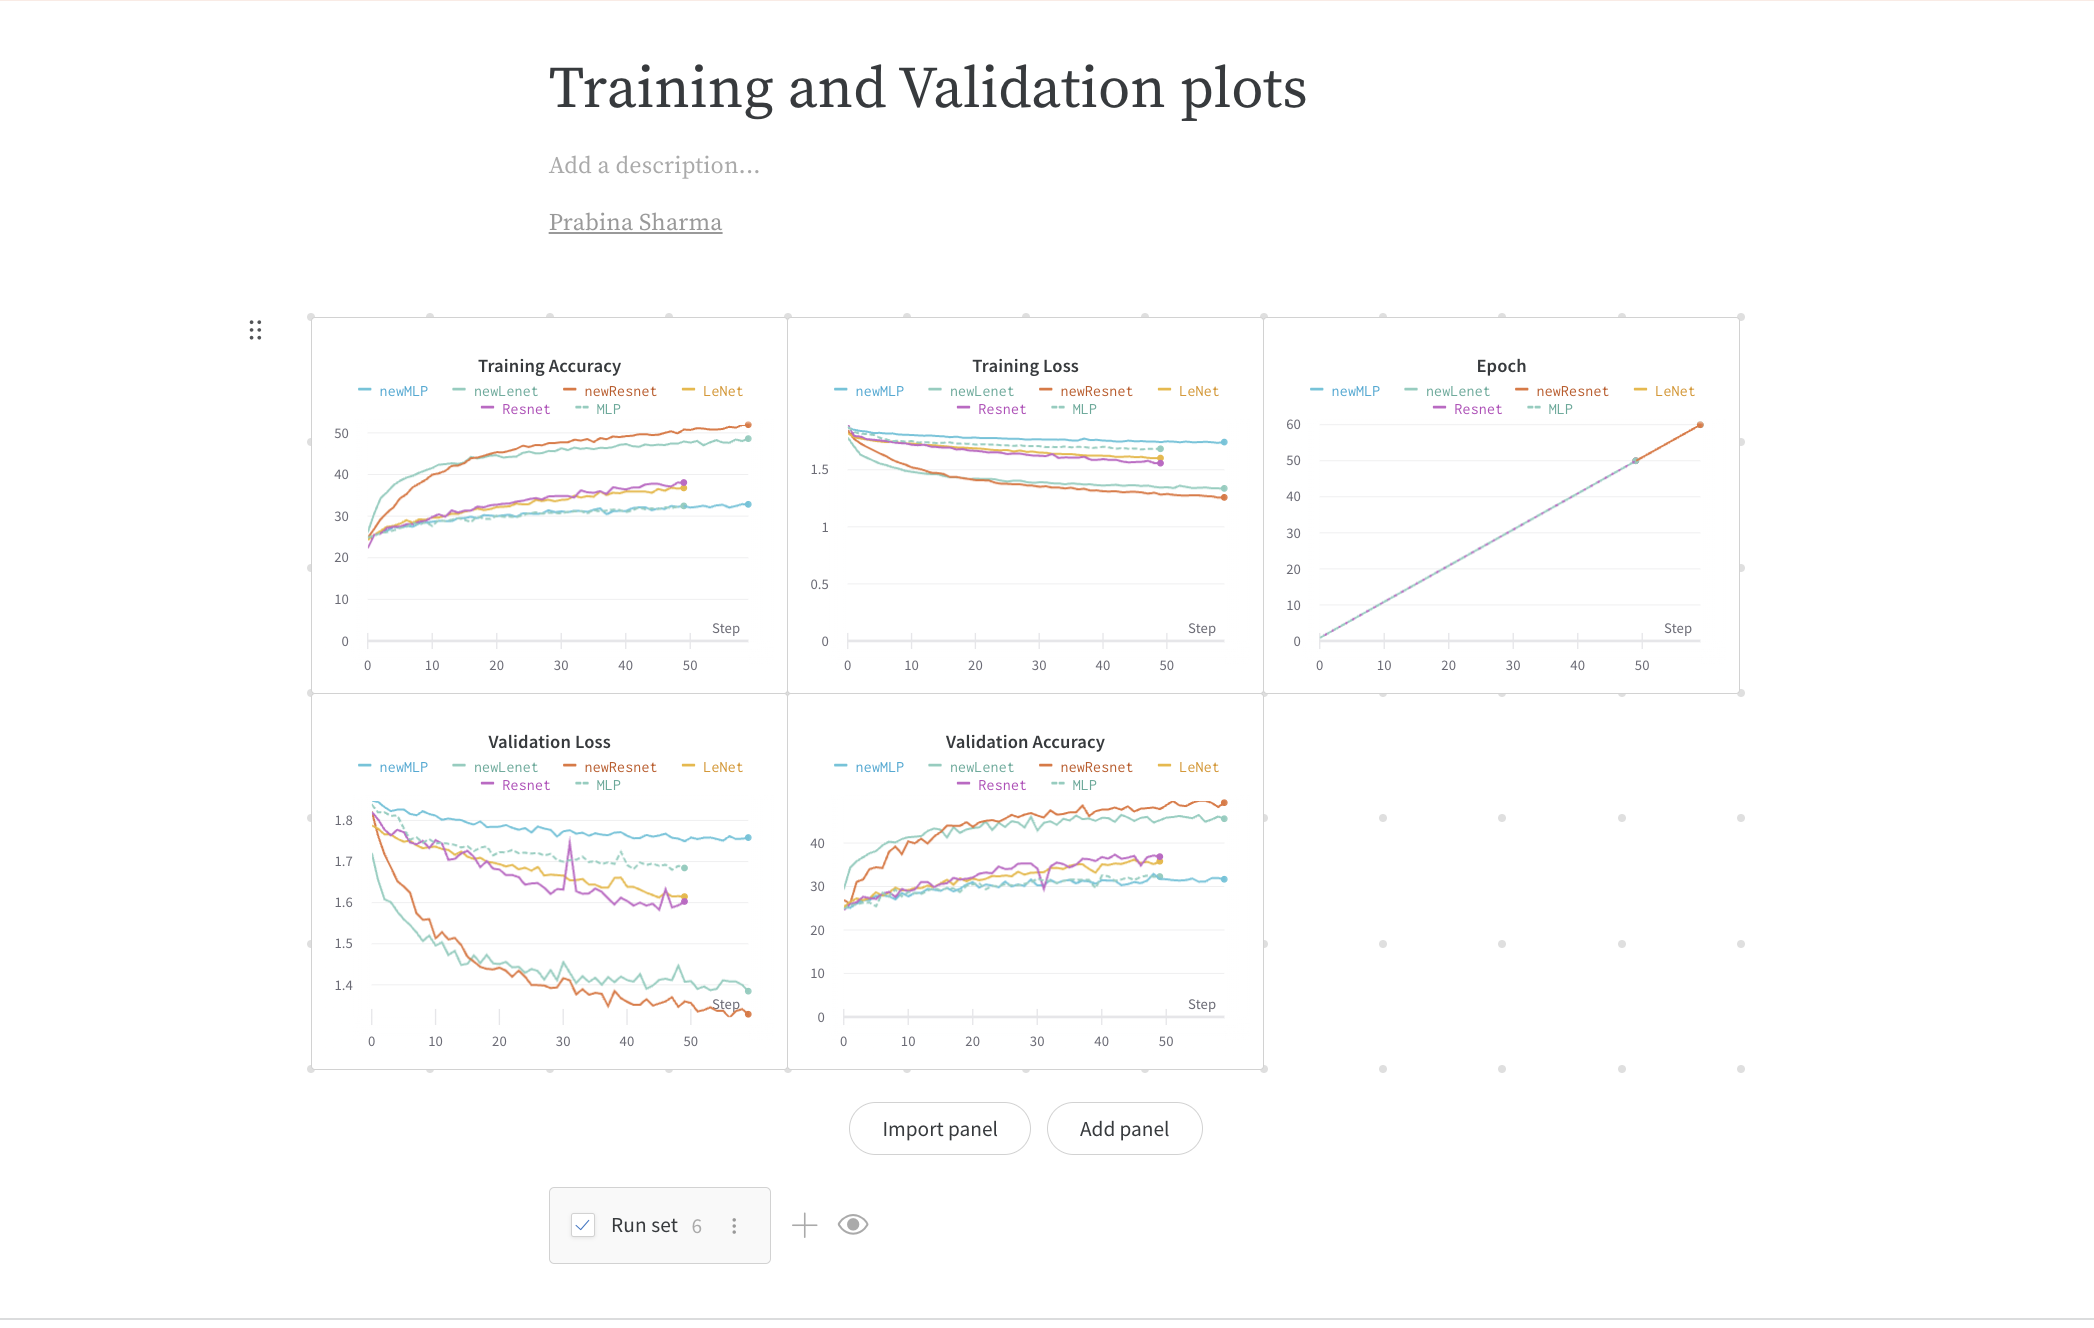 Training and Validation plots
Add a description...
Prabina Sharma
Training Accuracy
newMLP newLenet newResnet LeNet
Resnet MLP
50
40
30
20
10
0
Step
0 10 20 30 40 50
Training Loss
newMLP newLenet newResnet LeNet
Resnet MLP
1.5
1
0.5
0
Step
0 10 20 30 40 50
Epoch
newMLP newLenet newResnet LeNet
Resnet MLP
60
50
40
30
20
10
0
Step
0 10 20 30 40 50
Validation Loss
newMLP newLenet newResnet LeNet
Resnet MLP
1.8
1.7
1.6
1.5
1.4
Step
0 10 20 30 40 50
Validation Accuracy
newMLP newLenet newResnet LeNet
Resnet MLP
40
30
20
10
0
Step
0 10 20 30 40 50
Import panel Add panel
Run set 6